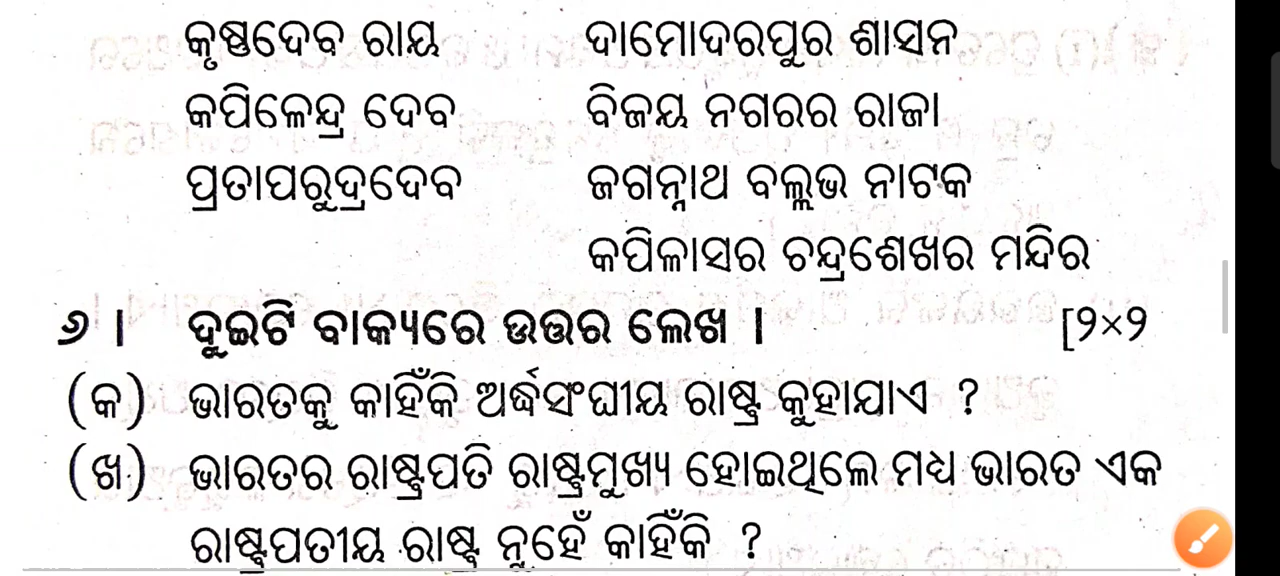 କୃଷ୍ଣଦେବ ରାୟ ଦାମୋଦରପୁର ଶାସନ
କପିଳେନ୍ଦ୍ର ଦେବ ବିଜୟ ନଗରର ରାଜା
ପ୍ରତାପରୁଦ୍ରଦେବ ଜଗନ୍ନାଥ ବଲ୍ଲଭ ନାଟକ
କପିଳାସର ଚନ୍ଦ୍ରଶେଖର ମନ୍ଦିର
୬ । ଦୁଇଟି ବାକ୍ୟରେ ଉତ୍ତର ଲେଖ । [୨×୨
(କ) ଭାରତକୁ କାହିଁକି ଅର୍ଦ୍ଧସଂଘୀୟ ରାଷ୍ଟ୍ର କୁହାଯାଏ ?
(ଖ) ଭାରତର ରାଷ୍ଟ୍ରପତି ରାଷ୍ଟ୍ରମୁଖ୍ୟ ହୋଇଥିଲେ ମଧ୍ୟ ଭାରତ ଏକ
ରାଷ୍ଟ୍ରପତୀୟ ରାଷ୍ଟ୍ର ନୁହେଁ କାହିଁକି ?